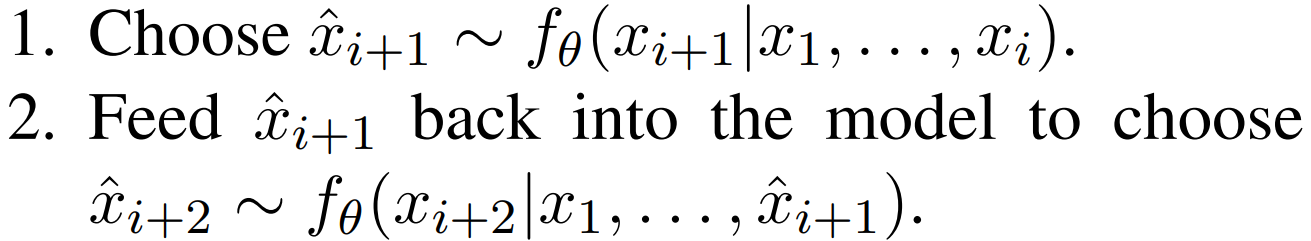 1. Choose x̂ᵢ₊₁ ∼ f_θ(xᵢ₊₁|x₁, . . . , xᵢ).
2. Feed x̂ᵢ₊₁ back into the model to choose
x̂ᵢ₊₂ ∼ f_θ(xᵢ₊₂|x₁, . . . , x̂ᵢ₊₁).